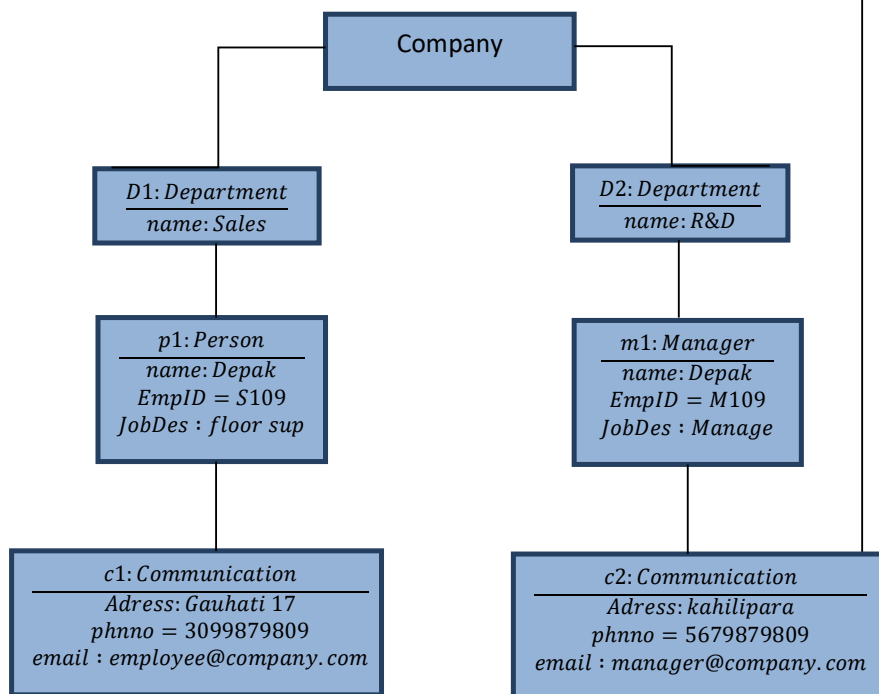 Company
D1: Department
name: Sales
D2: Department
name: R&D
p1: Person
name: Depak
EmpID = S109
JobDes : floor sup
m1: Manager
name: Depak
EmpID = M109
JobDes : Manage
c1: Communication
Adress: Gauhati 17
phnno = 3099879809
email : employee@company.com
c2: Communication
Adress: kahilipara
phnno = 5679879809
email : manager@company.com